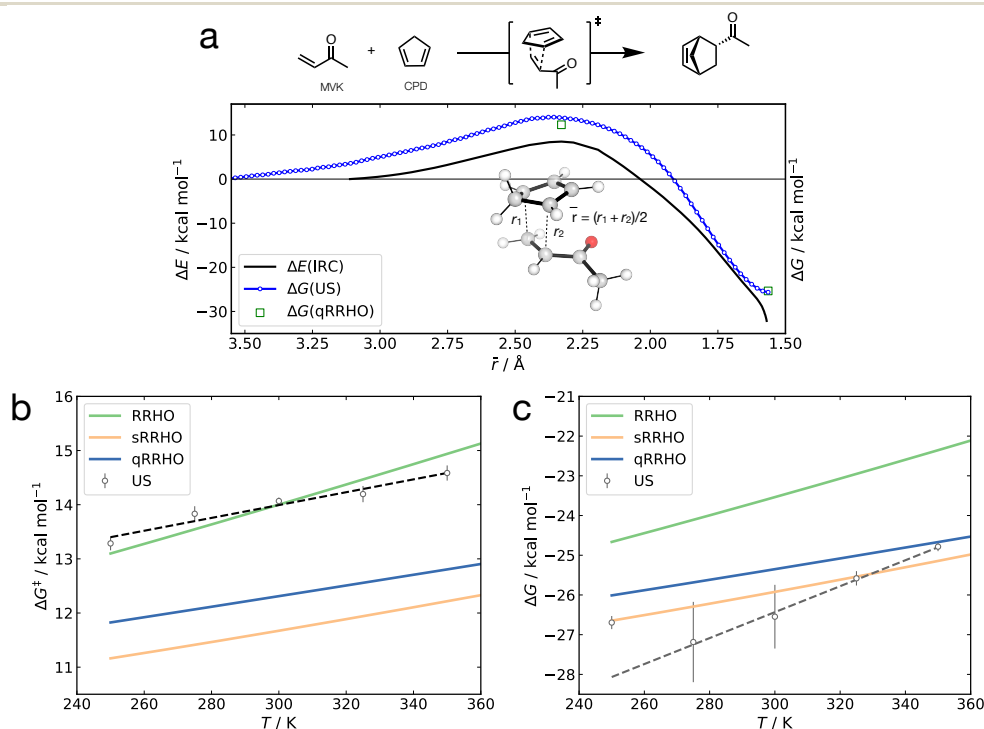 a
O
MVK
+
CPD
‡
O
O
10
0
−10
−20
−30
ΔE / kcal mol⁻¹
ΔG / kcal mol⁻¹
r₁
r₂
r̄ = (r₁ + r₂)/2
ΔE(IRC)
ΔG(US)
ΔG(qRRHO)
3.50 3.25 3.00 2.75 2.50 2.25 2.00 1.75 1.50
r̄ / Å
b
16
15
14
13
12
11
ΔG‡ / kcal mol⁻¹
RRHO
sRRHO
qRRHO
US
240 260 280 300 320 340 360
T / K
c
−21
−22
−23
−24
−25
−26
−27
−28
ΔG / kcal mol⁻¹
RRHO
sRRHO
qRRHO
US
240 260 280 300 320 340 360
T / K